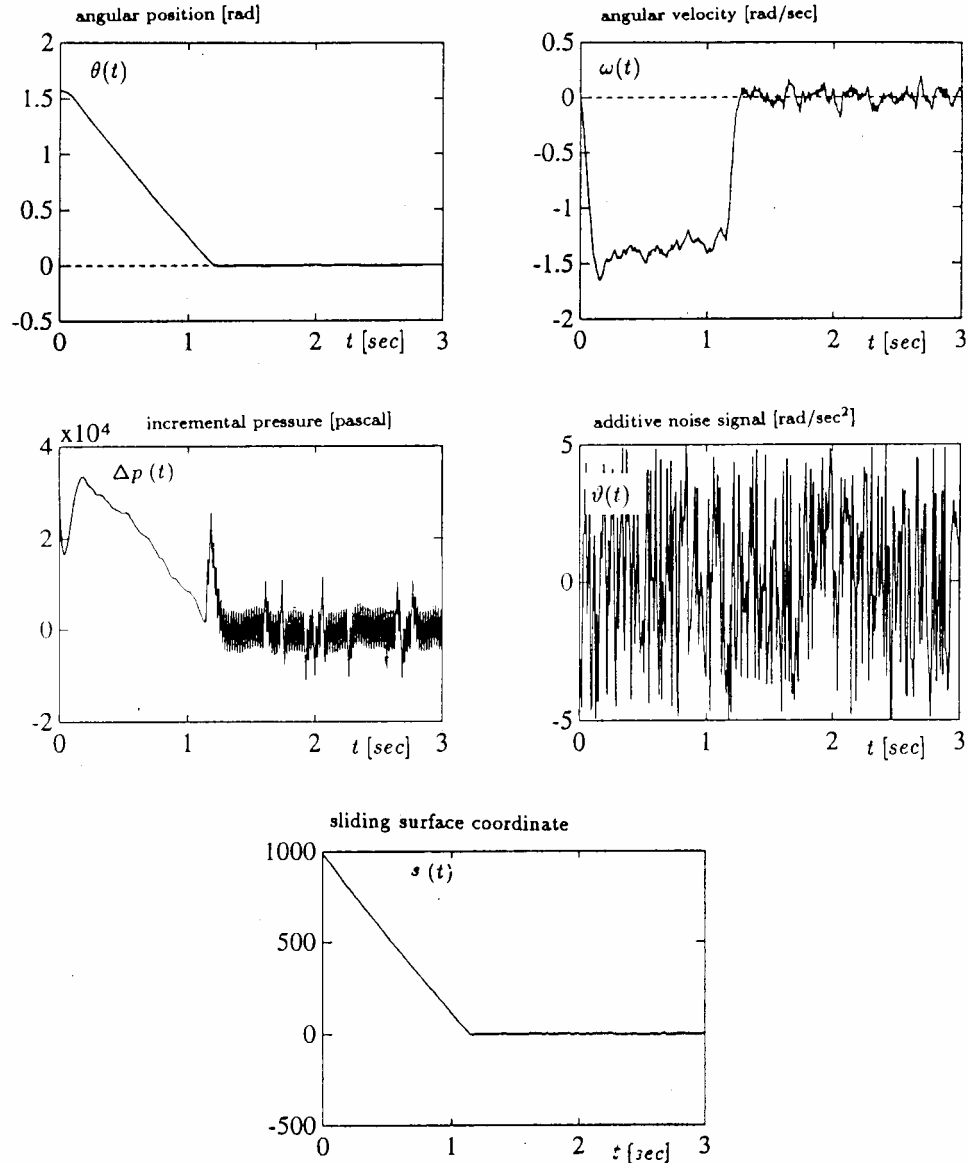 angular position [rad]
2
1.5
1
0.5
0
-0.5
θ(t)
0
1
2
t [sec]
3
angular velocity [rad/sec]
0.5
0
-0.5
-1
-1.5
-2
ω(t)
0
1
2
t [sec]
3
incremental pressure [pascal]
x10⁴
4
2
0
-2
Δp (t)
0
1
2
t [sec]
3
additive noise signal [rad/sec²]
5
0
-5
ϑ(t)
0
1
2
t [sec]
3
sliding surface coordinate
1000
500
0
-500
s (t)
0
1
2
t [sec]
3